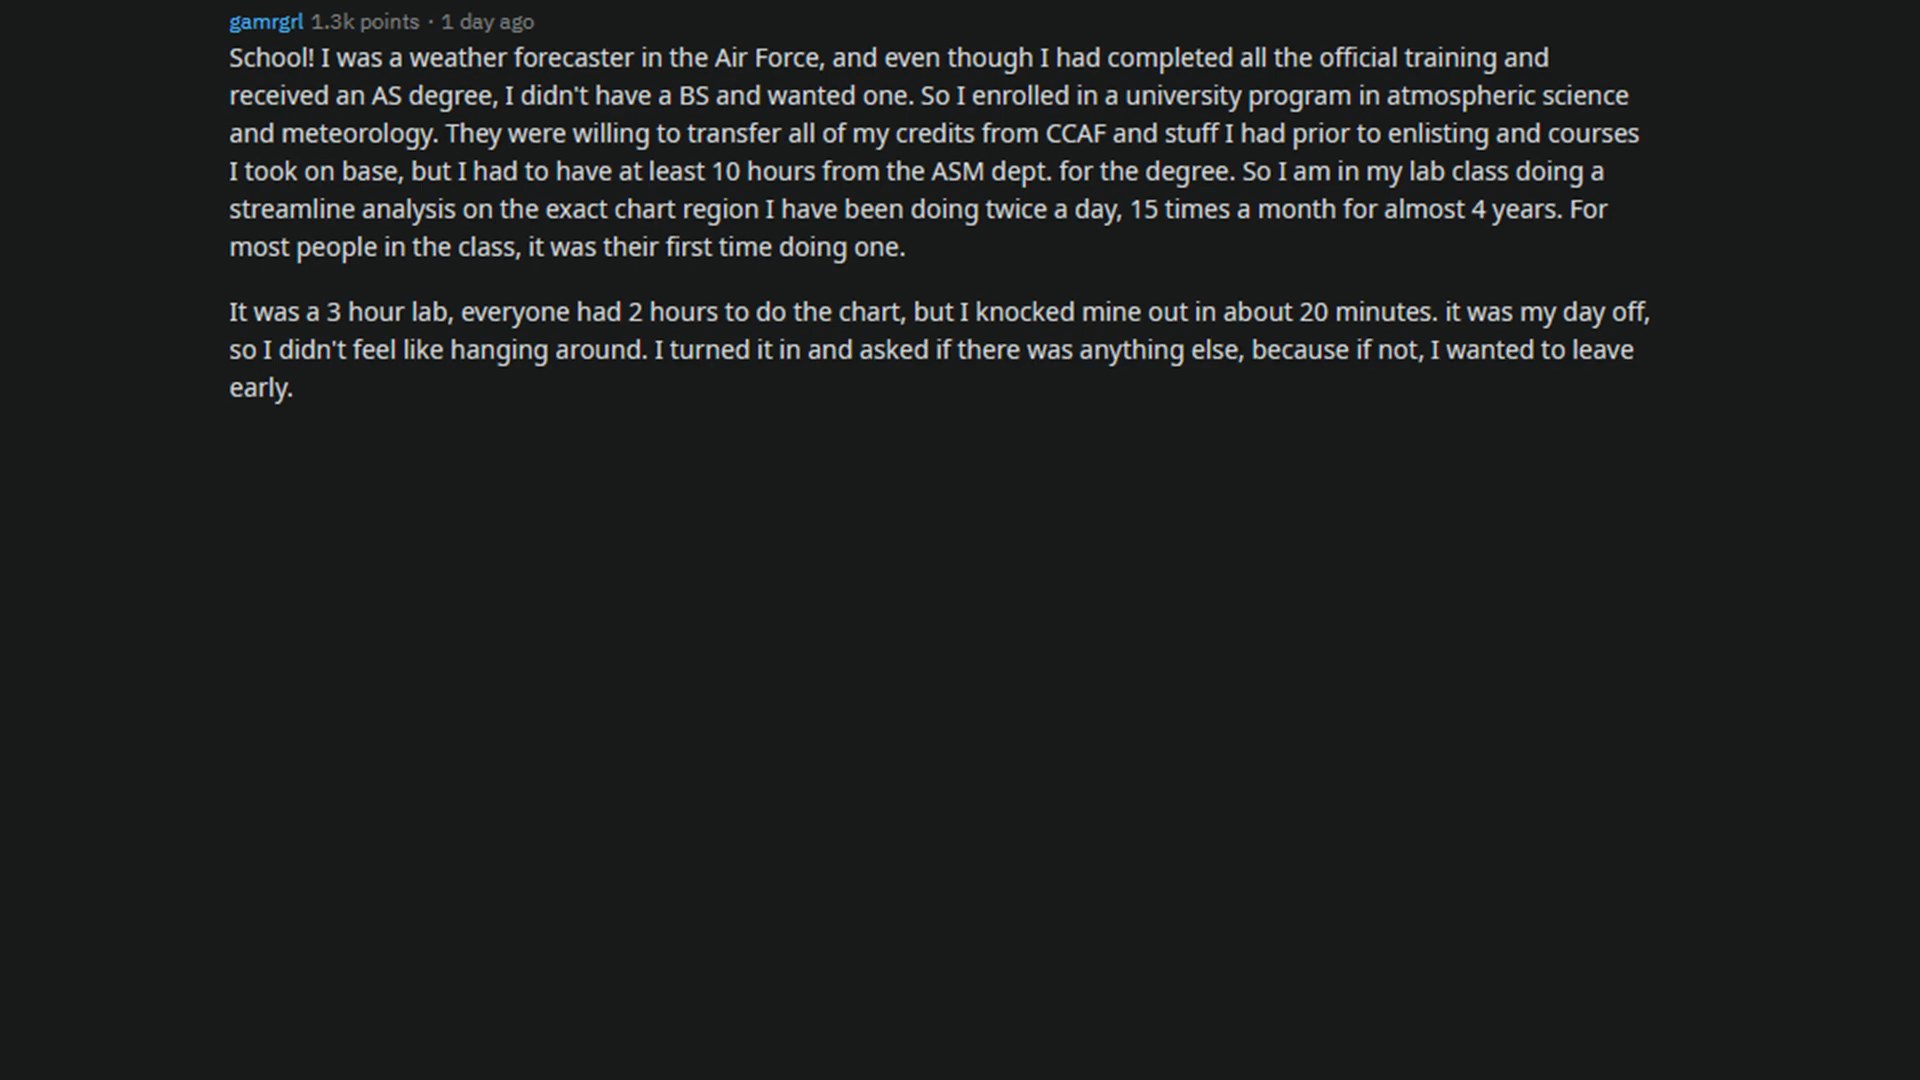 gamrgrl 1.3k points · 1 day ago
School! I was a weather forecaster in the Air Force, and even though I had completed all the official training and
received an AS degree, I didn't have a BS and wanted one. So I enrolled in a university program in atmospheric science
and meteorology. They were willing to transfer all of my credits from CCAF and stuff I had prior to enlisting and courses
I took on base, but I had to have at least 10 hours from the ASM dept. for the degree. So I am in my lab class doing a
streamline analysis on the exact chart region I have been doing twice a day, 15 times a month for almost 4 years. For
most people in the class, it was their first time doing one.
It was a 3 hour lab, everyone had 2 hours to do the chart, but I knocked mine out in about 20 minutes. it was my day off,
so I didn't feel like hanging around. I turned it in and asked if there was anything else, because if not, I wanted to leave
early.